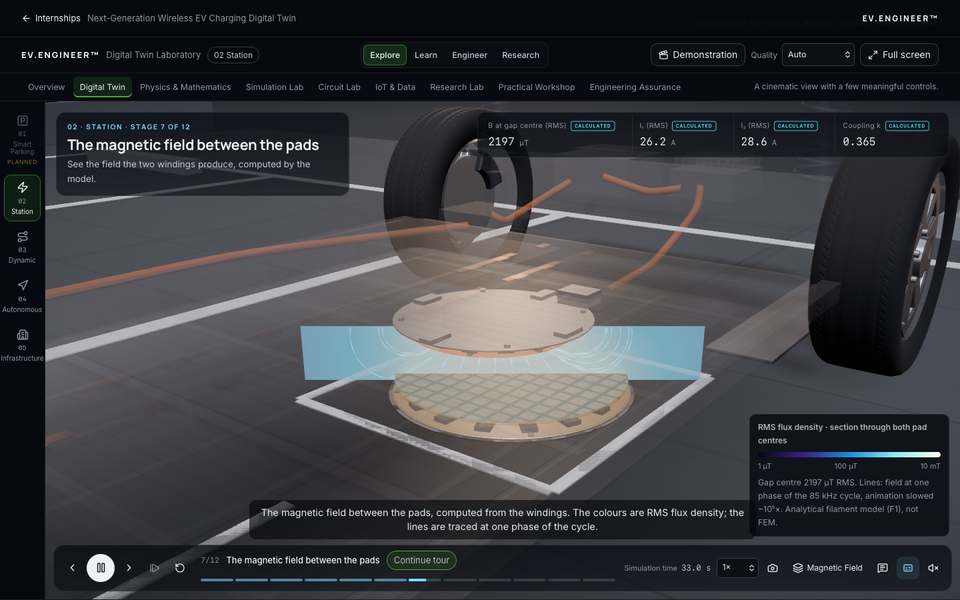 ← Internships Next-Generation Wireless EV Charging Digital Twin
EV.ENGINEER™
EV.ENGINEER™ Digital Twin Laboratory 02 Station
Explore Learn Engineer Research
Demonstration Quality Auto Full screen
Overview Digital Twin Physics & Mathematics Simulation Lab Circuit Lab IoT & Data Research Lab Practical Workshop Engineering Assurance
A cinematic view with a few meaningful controls.
01
Smart
Parking
PLANNED
02
Station
03
Dynamic
04
Autonomous
05
Infrastructure
02 · STATION · STAGE 7 OF 12
The magnetic field between the pads
See the field the two windings produce, computed by the
model.
B at gap centre (RMS) CALCULATED
2197 µT
I₁ (RMS) CALCULATED
26.2 A
I₂ (RMS) CALCULATED
28.6 A
Coupling k CALCULATED
0.365
RMS flux density · section through both pad
centres
1 µT 100 µT 10 mT
Gap centre 2197 µT RMS. Lines: field at one
phase of the 85 kHz cycle, animation slowed
Analytical filament model (F1), not
FEM.
The magnetic field between the pads, computed from the windings. The colours are RMS flux density; the
lines are traced at one phase of the cycle.
7/12 The magnetic field between the pads Continue tour
Simulation time 33.0 s 1× Magnetic Field